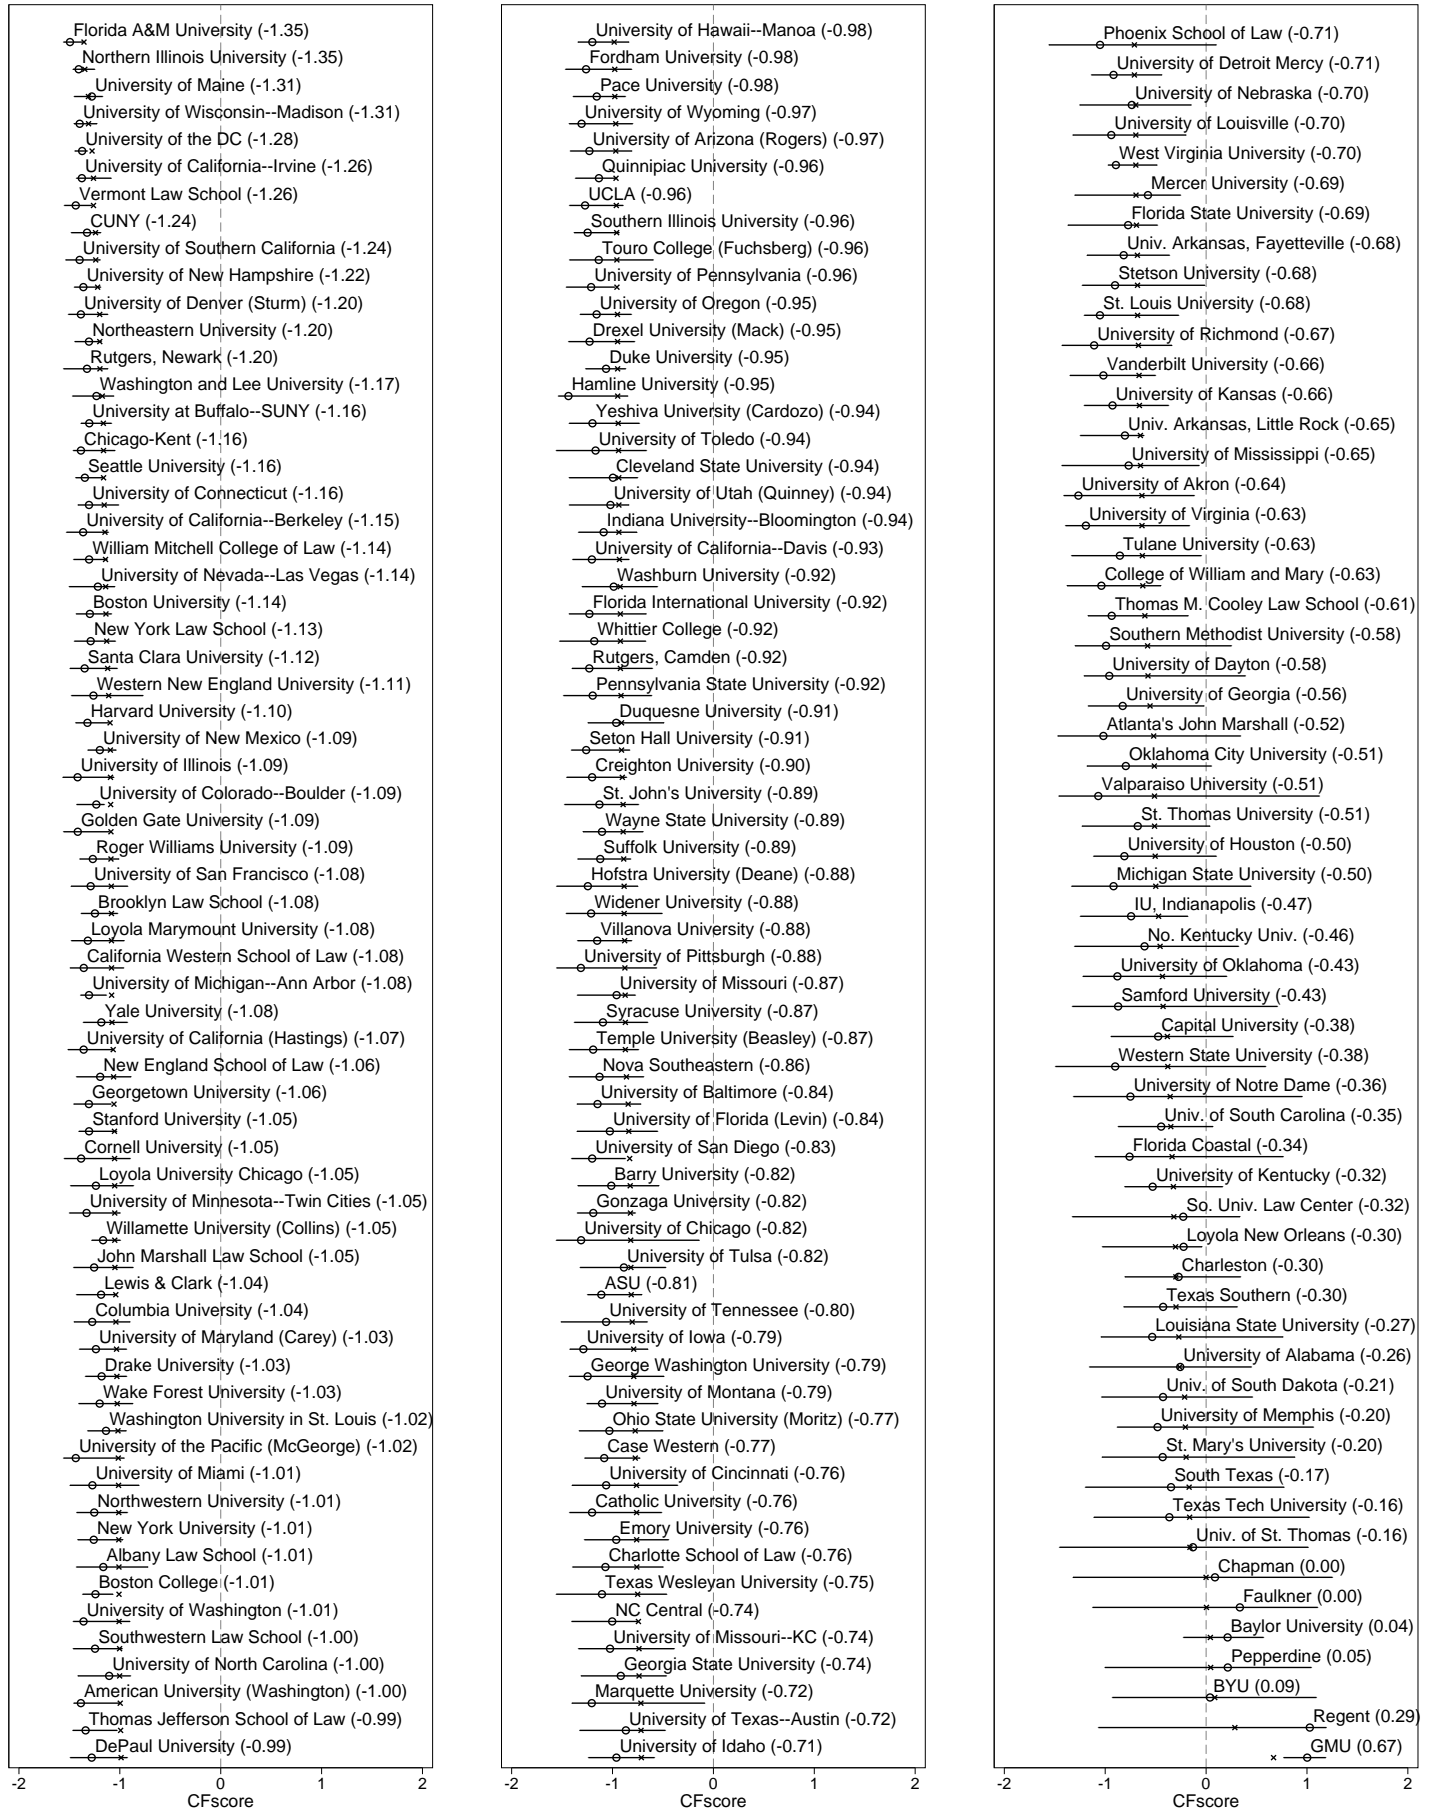 Florida A&M University (-1.35)
Northern Illinois University (-1.35)
University of Maine (-1.31)
University of Wisconsin--Madison (-1.31)
University of the DC (-1.28)
University of California--Irvine (-1.26)
Vermont Law School (-1.26)
CUNY (-1.24)
University of Southern California (-1.24)
University of New Hampshire (-1.22)
University of Denver (Sturm) (-1.20)
Northeastern University (-1.20)
Rutgers, Newark (-1.20)
Washington and Lee University (-1.17)
University at Buffalo--SUNY (-1.16)
Chicago-Kent (-1.16)
Seattle University (-1.16)
University of Connecticut (-1.16)
University of California--Berkeley (-1.15)
William Mitchell College of Law (-1.14)
University of Nevada--Las Vegas (-1.14)
Boston University (-1.14)
New York Law School (-1.13)
Santa Clara University (-1.12)
Western New England University (-1.11)
Harvard University (-1.10)
University of New Mexico (-1.09)
University of Illinois (-1.09)
University of Colorado--Boulder (-1.09)
Golden Gate University (-1.09)
Roger Williams University (-1.09)
University of San Francisco (-1.08)
Brooklyn Law School (-1.08)
Loyola Marymount University (-1.08)
California Western School of Law (-1.08)
University of Michigan--Ann Arbor (-1.08)
Yale University (-1.08)
University of California (Hastings) (-1.07)
New England School of Law (-1.06)
Georgetown University (-1.06)
Stanford University (-1.05)
Cornell University (-1.05)
Loyola University Chicago (-1.05)
University of Minnesota--Twin Cities (-1.05)
Willamette University (Collins) (-1.05)
John Marshall Law School (-1.05)
Lewis & Clark (-1.04)
Columbia University (-1.04)
University of Maryland (Carey) (-1.03)
Drake University (-1.03)
Wake Forest University (-1.03)
Washington University in St. Louis (-1.02)
University of the Pacific (McGeorge) (-1.02)
University of Miami (-1.01)
Northwestern University (-1.01)
New York University (-1.01)
Albany Law School (-1.01)
Boston College (-1.01)
University of Washington (-1.01)
Southwestern Law School (-1.00)
University of North Carolina (-1.00)
American University (Washington) (-1.00)
Thomas Jefferson School of Law (-0.99)
DePaul University (-0.99)
-2 -1 0 1 2
CFscore
University of Hawaii--Manoa (-0.98)
Fordham University (-0.98)
Pace University (-0.98)
University of Wyoming (-0.97)
University of Arizona (Rogers) (-0.97)
Quinnipiac University (-0.96)
UCLA (-0.96)
Southern Illinois University (-0.96)
Touro College (Fuchsberg) (-0.96)
University of Pennsylvania (-0.96)
University of Oregon (-0.95)
Drexel University (Mack) (-0.95)
Duke University (-0.95)
Hamline University (-0.95)
Yeshiva University (Cardozo) (-0.94)
University of Toledo (-0.94)
Cleveland State University (-0.94)
University of Utah (Quinney) (-0.94)
Indiana University--Bloomington (-0.94)
University of California--Davis (-0.93)
Washburn University (-0.92)
Florida International University (-0.92)
Whittier College (-0.92)
Rutgers, Camden (-0.92)
Pennsylvania State University (-0.92)
Duquesne University (-0.91)
Seton Hall University (-0.91)
Creighton University (-0.90)
St. John's University (-0.89)
Wayne State University (-0.89)
Suffolk University (-0.89)
Hofstra University (Deane) (-0.88)
Widener University (-0.88)
Villanova University (-0.88)
University of Pittsburgh (-0.88)
University of Missouri (-0.87)
Syracuse University (-0.87)
Temple University (Beasley) (-0.87)
Nova Southeastern (-0.86)
University of Baltimore (-0.84)
University of Florida (Levin) (-0.84)
University of San Diego (-0.83)
Barry University (-0.82)
Gonzaga University (-0.82)
University of Chicago (-0.82)
University of Tulsa (-0.82)
ASU (-0.81)
University of Tennessee (-0.80)
University of Iowa (-0.79)
George Washington University (-0.79)
University of Montana (-0.79)
Ohio State University (Moritz) (-0.77)
Case Western (-0.77)
University of Cincinnati (-0.76)
Catholic University (-0.76)
Emory University (-0.76)
Charlotte School of Law (-0.76)
Texas Wesleyan University (-0.75)
NC Central (-0.74)
University of Missouri--KC (-0.74)
Georgia State University (-0.74)
Marquette University (-0.72)
University of Texas--Austin (-0.72)
University of Idaho (-0.71)
-2 -1 0 1 2
CFscore
Phoenix School of Law (-0.71)
University of Detroit Mercy (-0.71)
University of Nebraska (-0.70)
University of Louisville (-0.70)
West Virginia University (-0.70)
Mercer University (-0.69)
Florida State University (-0.69)
Univ. Arkansas, Fayetteville (-0.68)
Stetson University (-0.68)
St. Louis University (-0.68)
University of Richmond (-0.67)
Vanderbilt University (-0.66)
University of Kansas (-0.66)
Univ. Arkansas, Little Rock (-0.65)
University of Mississippi (-0.65)
University of Akron (-0.64)
University of Virginia (-0.63)
Tulane University (-0.63)
College of William and Mary (-0.63)
Thomas M. Cooley Law School (-0.61)
Southern Methodist University (-0.58)
University of Dayton (-0.58)
University of Georgia (-0.56)
Atlanta's John Marshall (-0.52)
Oklahoma City University (-0.51)
Valparaiso University (-0.51)
St. Thomas University (-0.51)
University of Houston (-0.50)
Michigan State University (-0.50)
IU, Indianapolis (-0.47)
No. Kentucky Univ. (-0.46)
University of Oklahoma (-0.43)
Samford University (-0.43)
Capital University (-0.38)
Western State University (-0.38)
University of Notre Dame (-0.36)
Univ. of South Carolina (-0.35)
Florida Coastal (-0.34)
University of Kentucky (-0.32)
So. Univ. Law Center (-0.32)
Loyola New Orleans (-0.30)
Charleston (-0.30)
Texas Southern (-0.30)
Louisiana State University (-0.27)
University of Alabama (-0.26)
Univ. of South Dakota (-0.21)
University of Memphis (-0.20)
St. Mary's University (-0.20)
South Texas (-0.17)
Texas Tech University (-0.16)
Univ. of St. Thomas (-0.16)
Chapman (0.00)
Faulkner (0.00)
Baylor University (0.04)
Pepperdine (0.05)
BYU (0.09)
Regent (0.29)
GMU (0.67)
-2 -1 0 1 2
CFscore